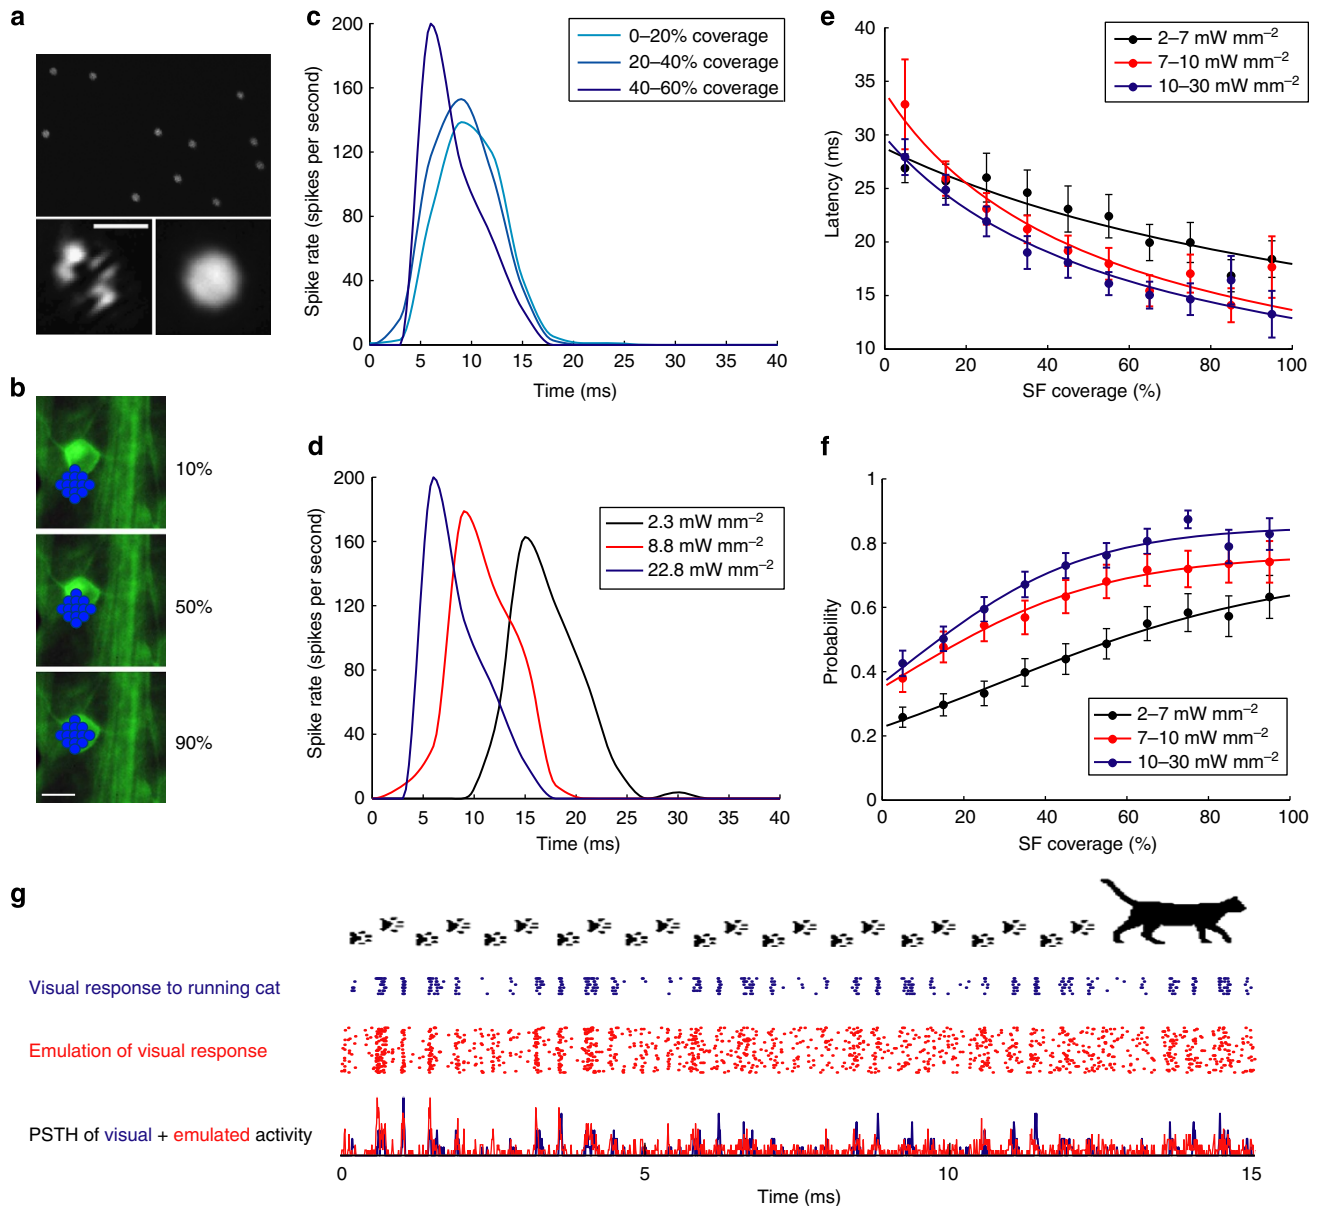 a
b
10%
50%
90%
c
Spike rate (spikes per second)
200
160
120
80
40
0
0 5 10 15 20 25 30 35 40
Time (ms)
0–20% coverage
20–40% coverage
40–60% coverage
d
Spike rate (spikes per second)
200
160
120
80
40
0
0 5 10 15 20 25 30 35 40
Time (ms)
2.3 mW mm⁻²
8.8 mW mm⁻²
22.8 mW mm⁻²
e
Latency (ms)
40
35
30
25
20
15
10
0 20 40 60 80 100
SF coverage (%)
2–7 mW mm⁻²
7–10 mW mm⁻²
10–30 mW mm⁻²
f
Probability
1
0.8
0.6
0.4
0.2
0
0 20 40 60 80 100
SF coverage (%)
2–7 mW mm⁻²
7–10 mW mm⁻²
10–30 mW mm⁻²
g
Visual response to running cat
Emulation of visual response
PSTH of visual + emulated activity
0 5 10 15
Time (ms)